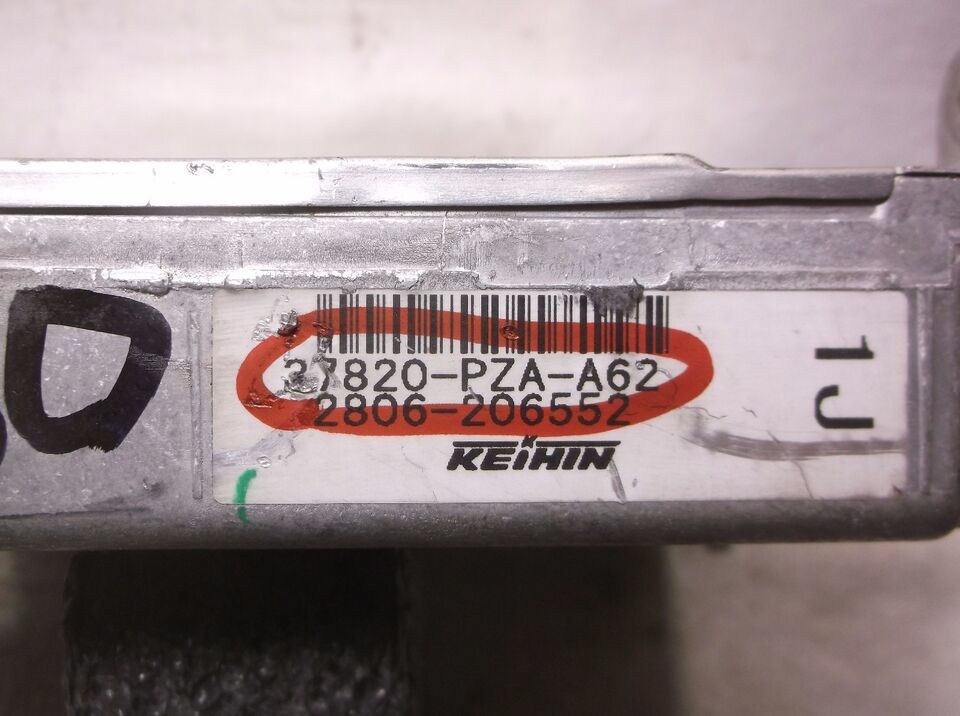 37820-PZA-A62
2806-206552
KEIHIN
1J
D